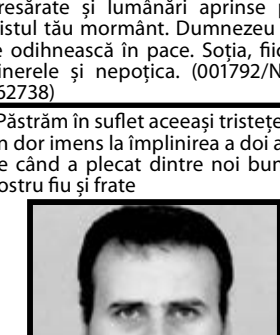 resărate și lumânări aprinse p
istul tău mormânt. Dumnezeu
e odihnească în pace. Soția, fiic
inerele și nepoțica. (001792/N
62738)
Păstrăm în suflet aceeași tristețe
n dor imens la împlinirea a doi a
e când a plecat dintre noi bun
ostru fiu și frate